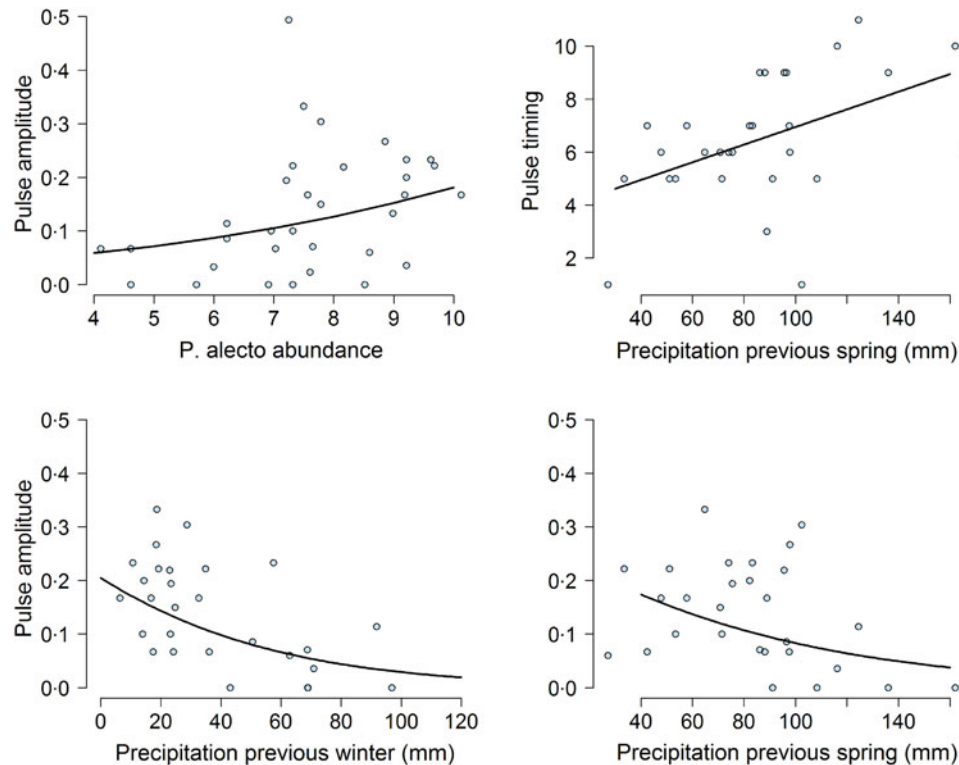 0·5
0·4
0·3
0·2
0·1
0·0
Pulse amplitude
4 5 6 7 8 9 10
P. alecto abundance
10
8
6
4
2
Pulse timing
40 60 80 100 140
Precipitation previous spring (mm)
0·5
0·4
0·3
0·2
0·1
0·0
Pulse amplitude
0 20 40 60 80 100 120
Precipitation previous winter (mm)
0·5
0·4
0·3
0·2
0·1
0·0
40 60 80 100 140
Precipitation previous spring (mm)